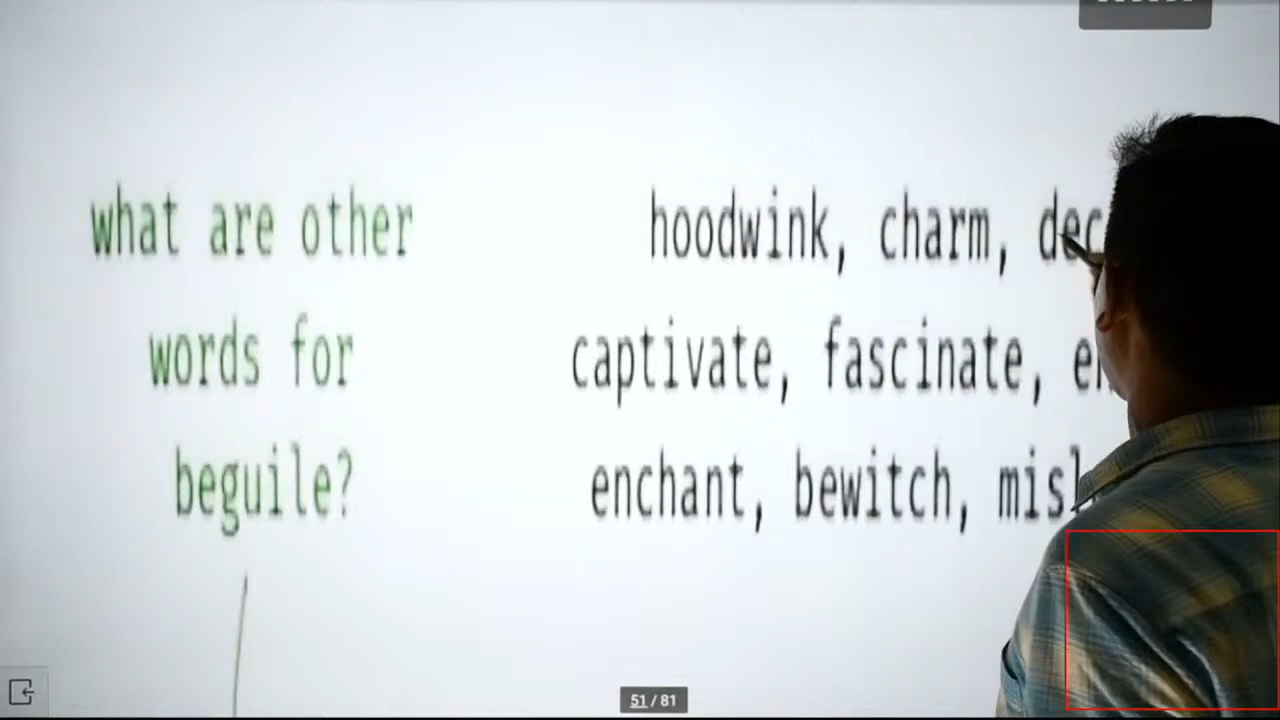 what are other
words for
beguile?
hoodwink, charm,
captivate, fascinate,
enchant, bewitch,
51 / 81